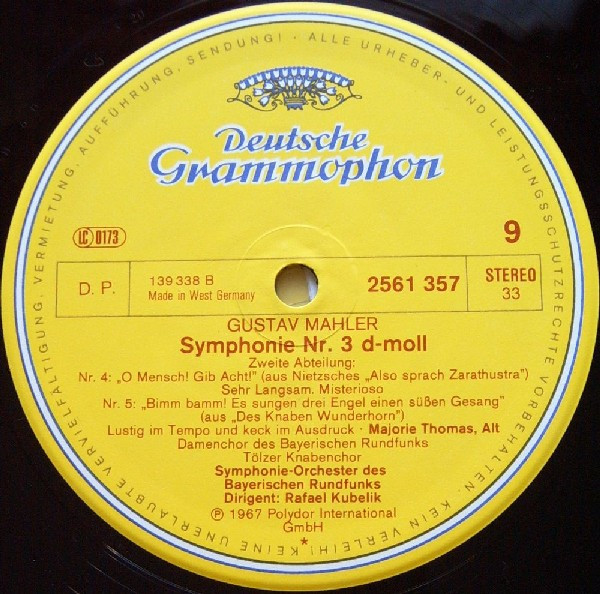 ALLE URHEBER- UND LEISTUNGSSCHUTZRECHTE VORBEHALTEN · KEIN VERLEIH! KEINE UNERLAUBTE VERVIELFÄLTIGUNG, VERMIETUNG, AUFFÜHRUNG, SENDUNG! ·
Deutsche
Grammophon
LC 0173
9
D. P.
139 338 B
Made in West Germany
2561 357
STEREO
33
GUSTAV MAHLER
Symphonie Nr. 3 d-moll
Zweite Abteilung:
Nr. 4: „O Mensch! Gib Acht!” (aus Nietzsches „Also sprach Zarathustra”)
Sehr Langsam. Misterioso
Nr. 5: „Bimm bamm! Es sungen drei Engel einen süßen Gesang”
(aus „Des Knaben Wunderhorn”)
Lustig im Tempo und keck im Ausdruck · Majorie Thomas, Alt
Damenchor des Bayerischen Rundfunks
Tölzer Knabenchor
Symphonie-Orchester des
Bayerischen Rundfunks
Dirigent: Rafael Kubelik
℗ 1967 Polydor International
GmbH
*